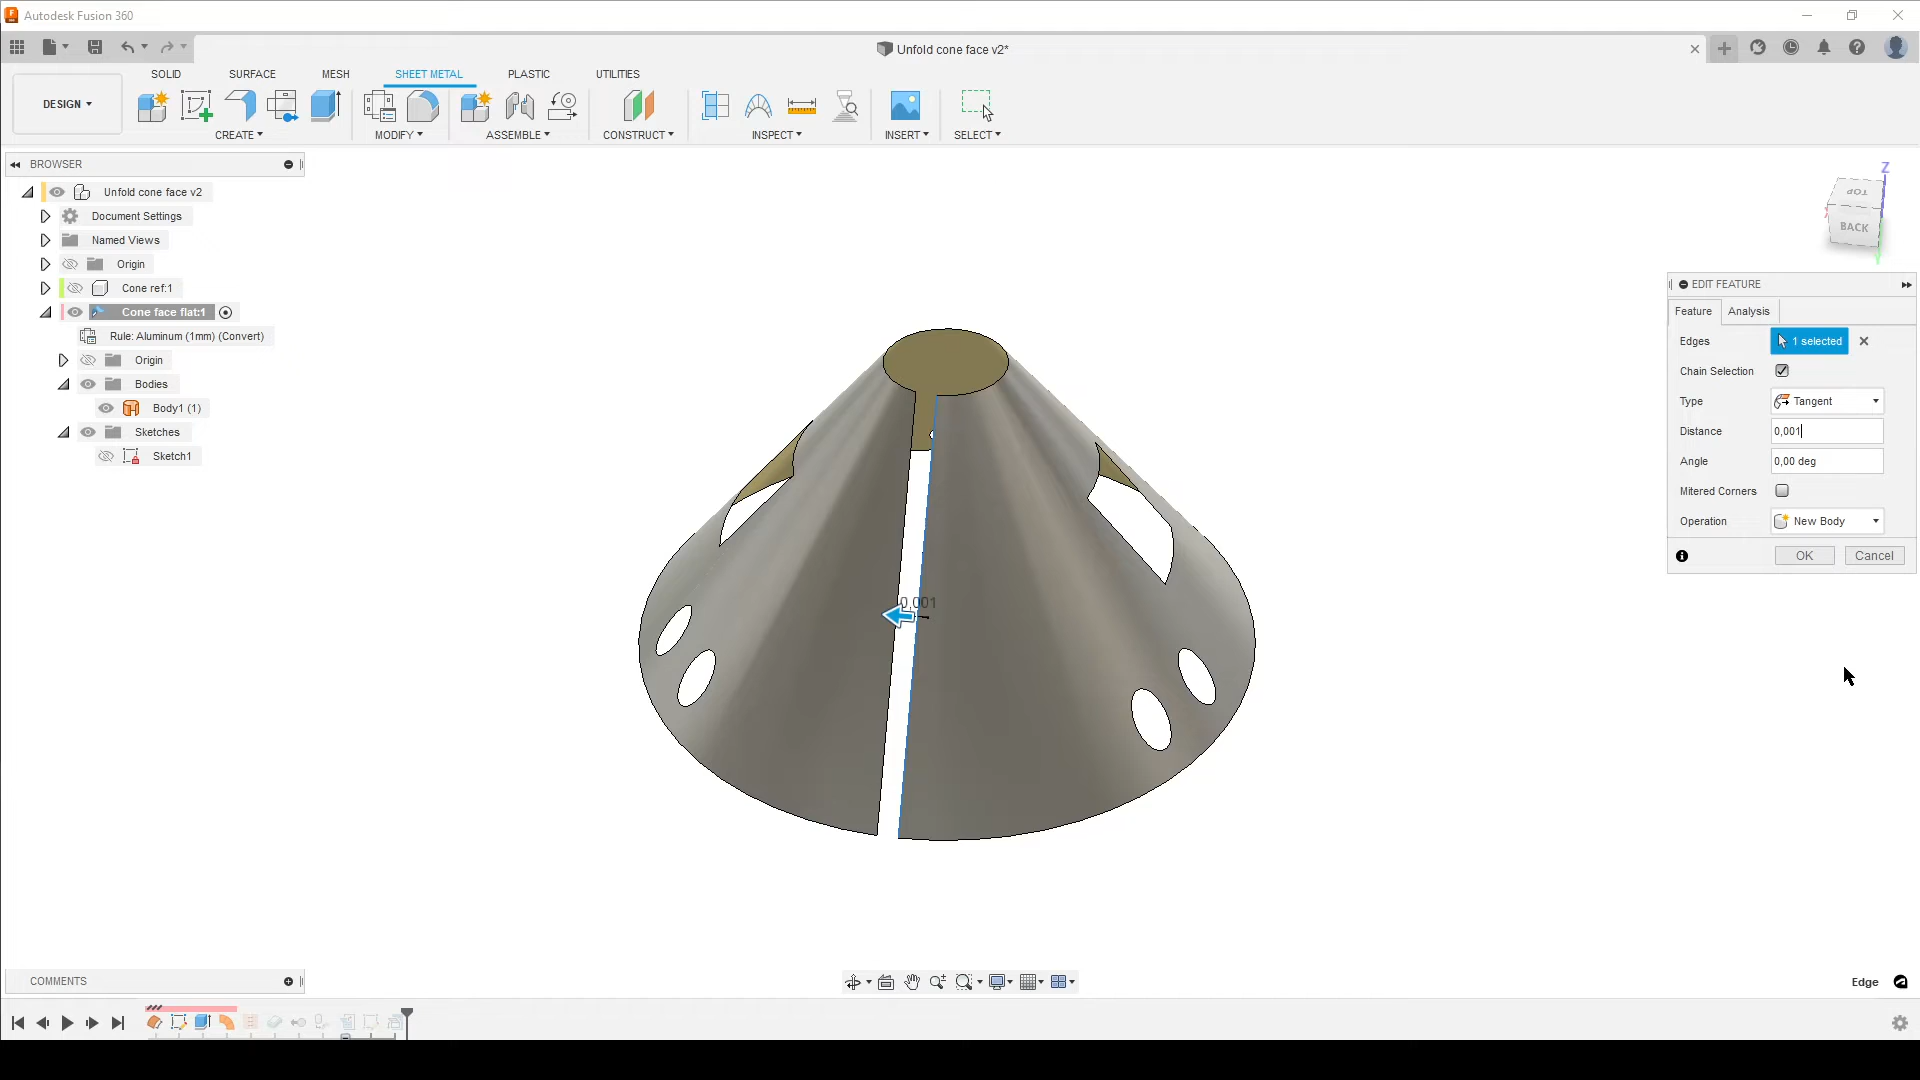 Autodesk Fusion 360
Unfold cone face v2*
DESIGN
SOLID SURFACE MESH SHEET METAL PLASTIC UTILITIES
CREATE MODIFY ASSEMBLE CONSTRUCT INSPECT INSERT SELECT
BROWSER
Unfold cone face v2
Document Settings
Named Views
Origin
Cone ref:1
Cone face flat:1
Rule: Aluminum (1mm) (Convert)
Origin
Bodies
Body1 (1)
Sketches
Sketch1
Z
TOP
BACK
EDIT FEATURE
Feature Analysis
Edges 1 selected
Chain Selection
Type Tangent
Distance 0,001
Angle 0,00 deg
Mitered Corners
Operation New Body
OK Cancel
0,001
COMMENTS
Edge